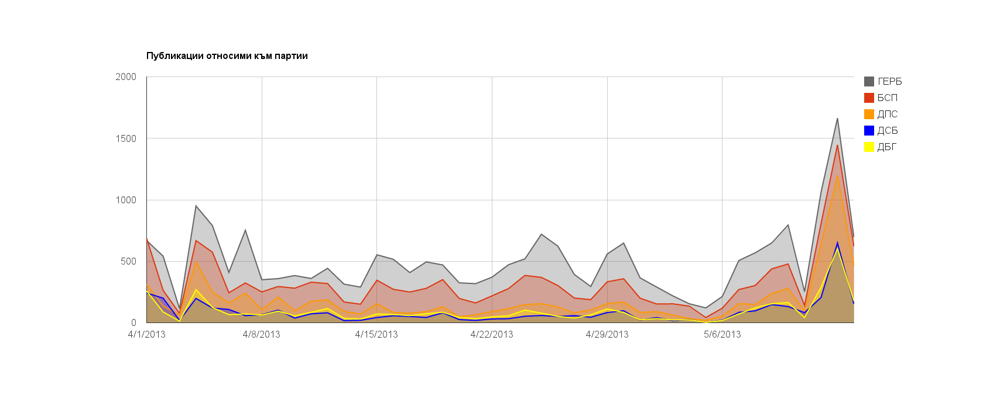 Публикации относими към партии
2000
1500
1000
500
0
4/1/2013
4/8/2013
4/15/2013
4/22/2013
4/29/2013
5/6/2013
ГЕРБ
БСП
ДПС
ДСБ
ДБГ